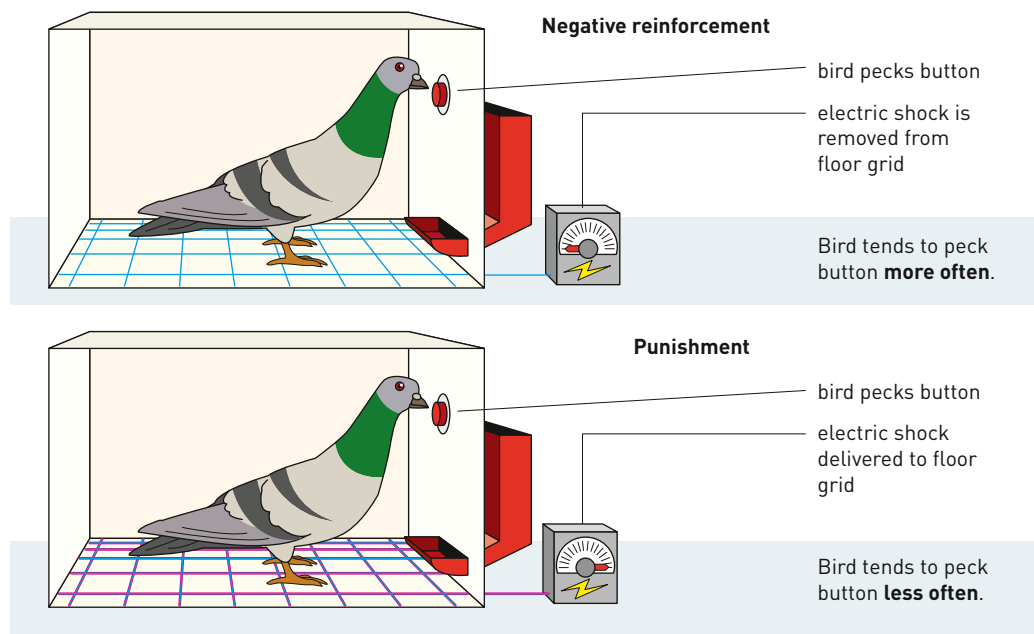 Negative reinforcement
bird pecks button
electric shock is
removed from
floor grid
Bird tends to peck
button more often.
Punishment
bird pecks button
electric shock
delivered to floor
grid
Bird tends to peck
button less often.